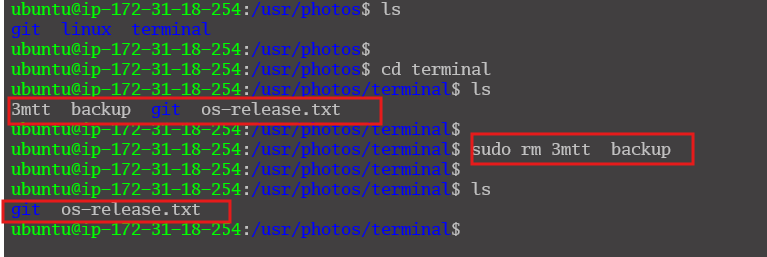 ubuntu@ip-172-31-18-254:/usr/photos$ ls
git  linux  terminal
ubuntu@ip-172-31-18-254:/usr/photos$
ubuntu@ip-172-31-18-254:/usr/photos$ cd terminal
ubuntu@ip-172-31-18-254:/usr/photos/terminal$ ls
3mtt  backup  git  os-release.txt
ubuntu@ip-172-31-18-254:/usr/photos/terminal$
ubuntu@ip-172-31-18-254:/usr/photos/terminal$ sudo rm 3mtt  backup
ubuntu@ip-172-31-18-254:/usr/photos/terminal$
ubuntu@ip-172-31-18-254:/usr/photos/terminal$ ls
git  os-release.txt
ubuntu@ip-172-31-18-254:/usr/photos/terminal$